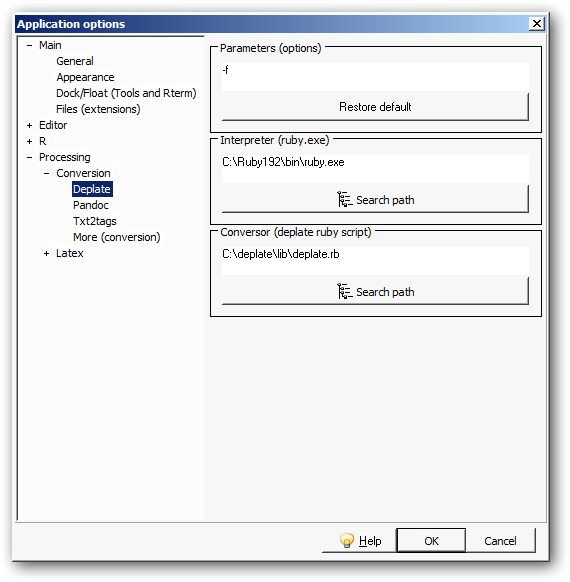 Application options
Main
General
Appearance
Dock/Float (Tools and Rterm)
Files (extensions)
Editor
R
Processing
Conversion
Deplate
Pandoc
Txt2tags
More (conversion)
Latex
Parameters (options)
-f
Restore default
Interpreter (ruby.exe)
C:\Ruby192\bin\ruby.exe
Search path
Conversor (deplate ruby script)
C:\deplate\lib\deplate.rb
Search path
Help OK Cancel